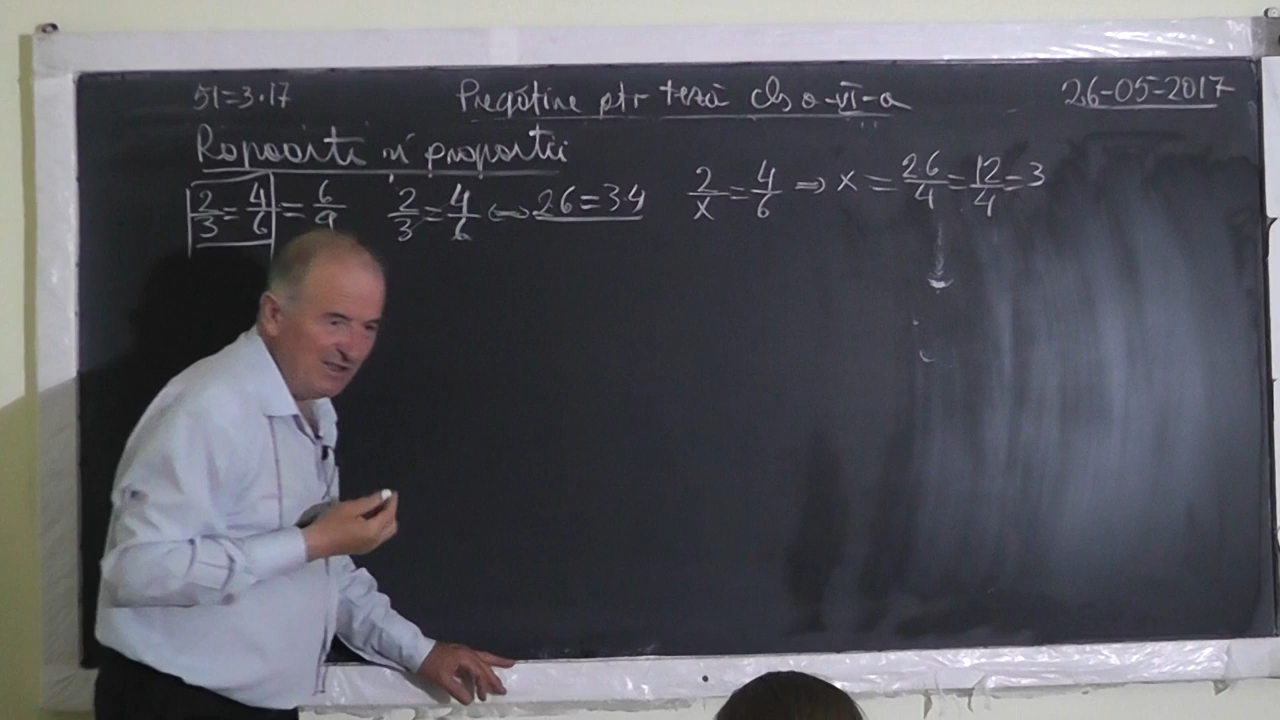 51=3·17 Pregătire ptr teză cls a-VI-a 26-05-2017
Rapoarte și proporții
2/3=4/6=6/9 2/3=4/6 ⇔ 2·6=3·4 2/x=4/6 ⇒ x=2·6/4=12/4=3